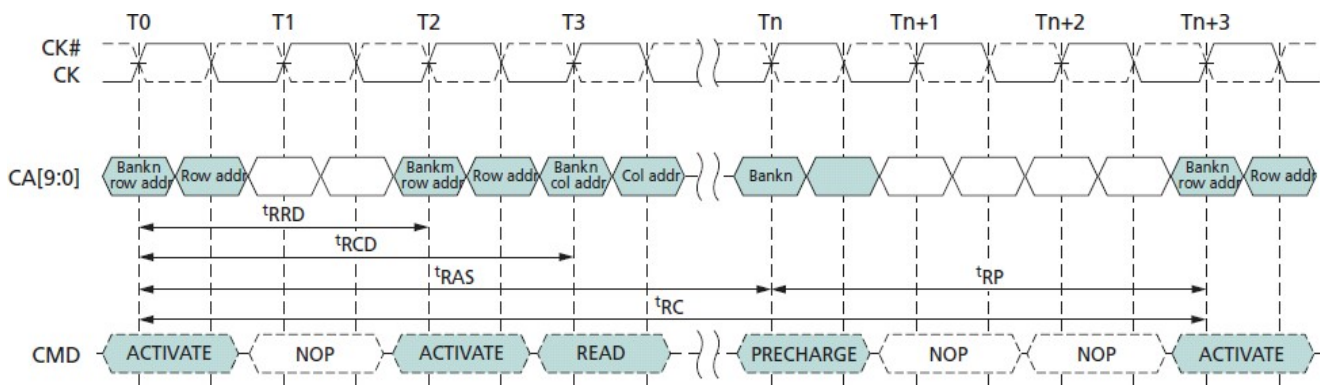 T0 T1 T2 T3 Tn Tn+1 Tn+2 Tn+3
CK#
CK
CA[9:0]
Bankn row addr
Row addr
Bankm row addr
Row addr
Bankn col addr
Col addr
Bankn
Bankn row addr
Row addr
tRRD
tRCD
tRAS tRP
tRC
CMD ACTIVATE NOP ACTIVATE READ PRECHARGE NOP NOP ACTIVATE